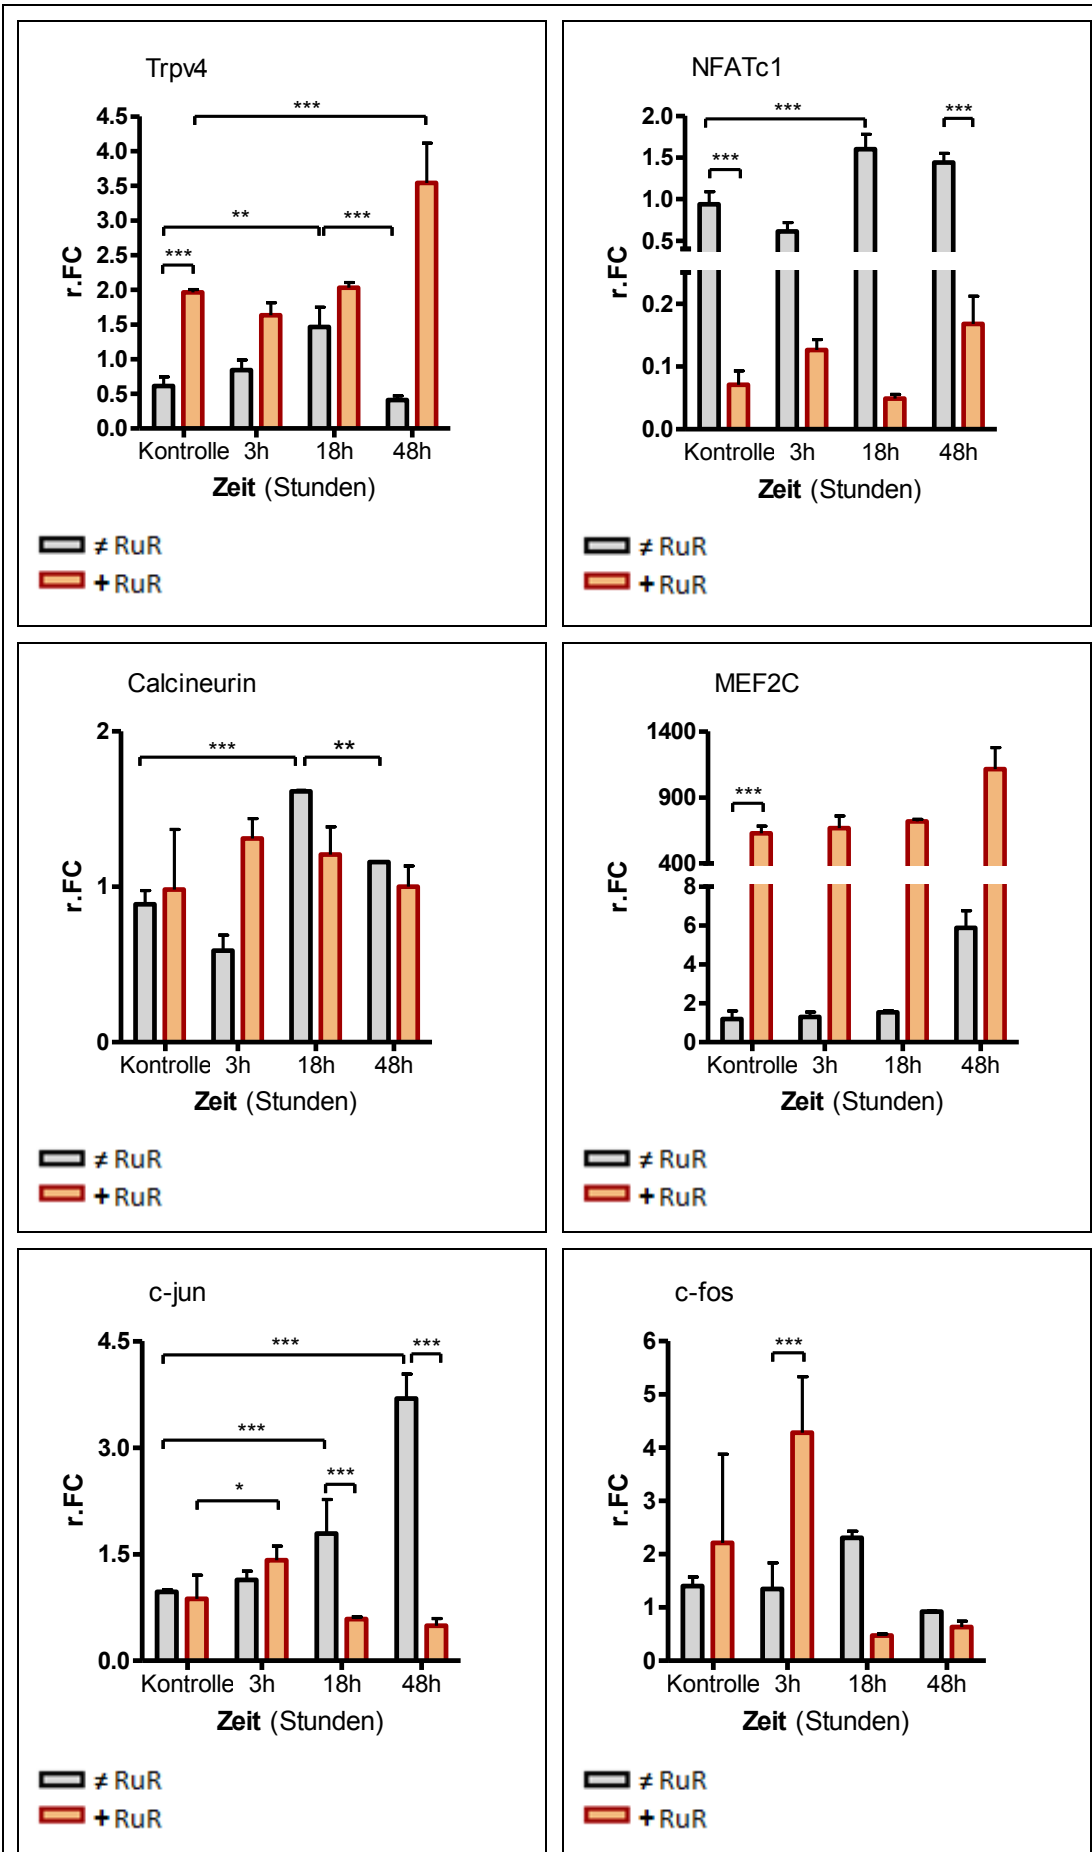 Trpv4
***
4.5
4.0
3.5
3.0
2.5
2.0
1.5
1.0
0.5
0.0
** ***
***
r.FC
Kontrolle 3h 18h 48h
Zeit (Stunden)
≠ RuR
+ RuR
NFATc1
*** ***
***
2.0
1.5
1.0
0.5
0.2
0.1
0.0
r.FC
Kontrolle 3h 18h 48h
Zeit (Stunden)
≠ RuR
+ RuR
Calcineurin
*** **
2
1
0
r.FC
Kontrolle 3h 18h 48h
Zeit (Stunden)
≠ RuR
+ RuR
MEF2C
***
1400
900
400
8
6
4
2
0
r.FC
Kontrolle 3h 18h 48h
Zeit (Stunden)
≠ RuR
+ RuR
c-jun
*** ***
***
***
*
4.5
3.0
1.5
0.0
r.FC
Kontrolle 3h 18h 48h
Zeit (Stunden)
≠ RuR
+ RuR
c-fos
***
6
5
4
3
2
1
0
r.FC
Kontrolle 3h 18h 48h
Zeit (Stunden)
≠ RuR
+ RuR